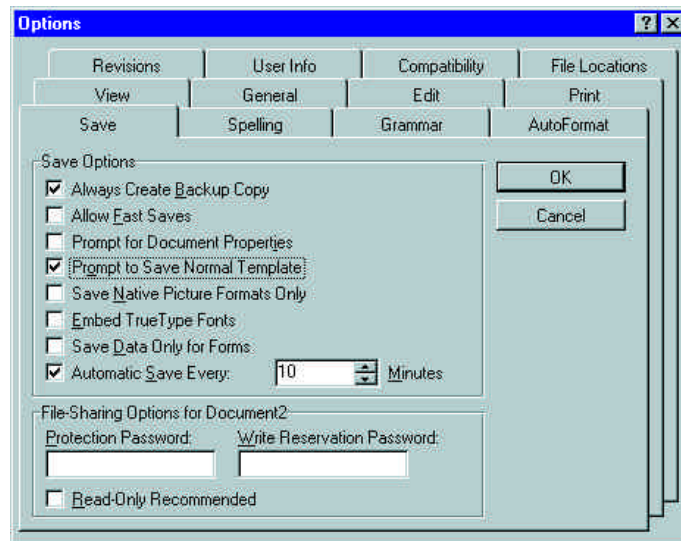 Options
Revisions User Info Compatibility File Locations
View General Edit Print
Save Spelling Grammar AutoFormat
Save Options
Always Create Backup Copy
Allow Fast Saves
Prompt for Document Properties
Prompt to Save Normal Template
Save Native Picture Formats Only
Embed TrueType Fonts
Save Data Only for Forms
Automatic Save Every: 10 Minutes
OK
Cancel
File-Sharing Options for Document2
Protection Password: Write Reservation Password:
Read-Only Recommended